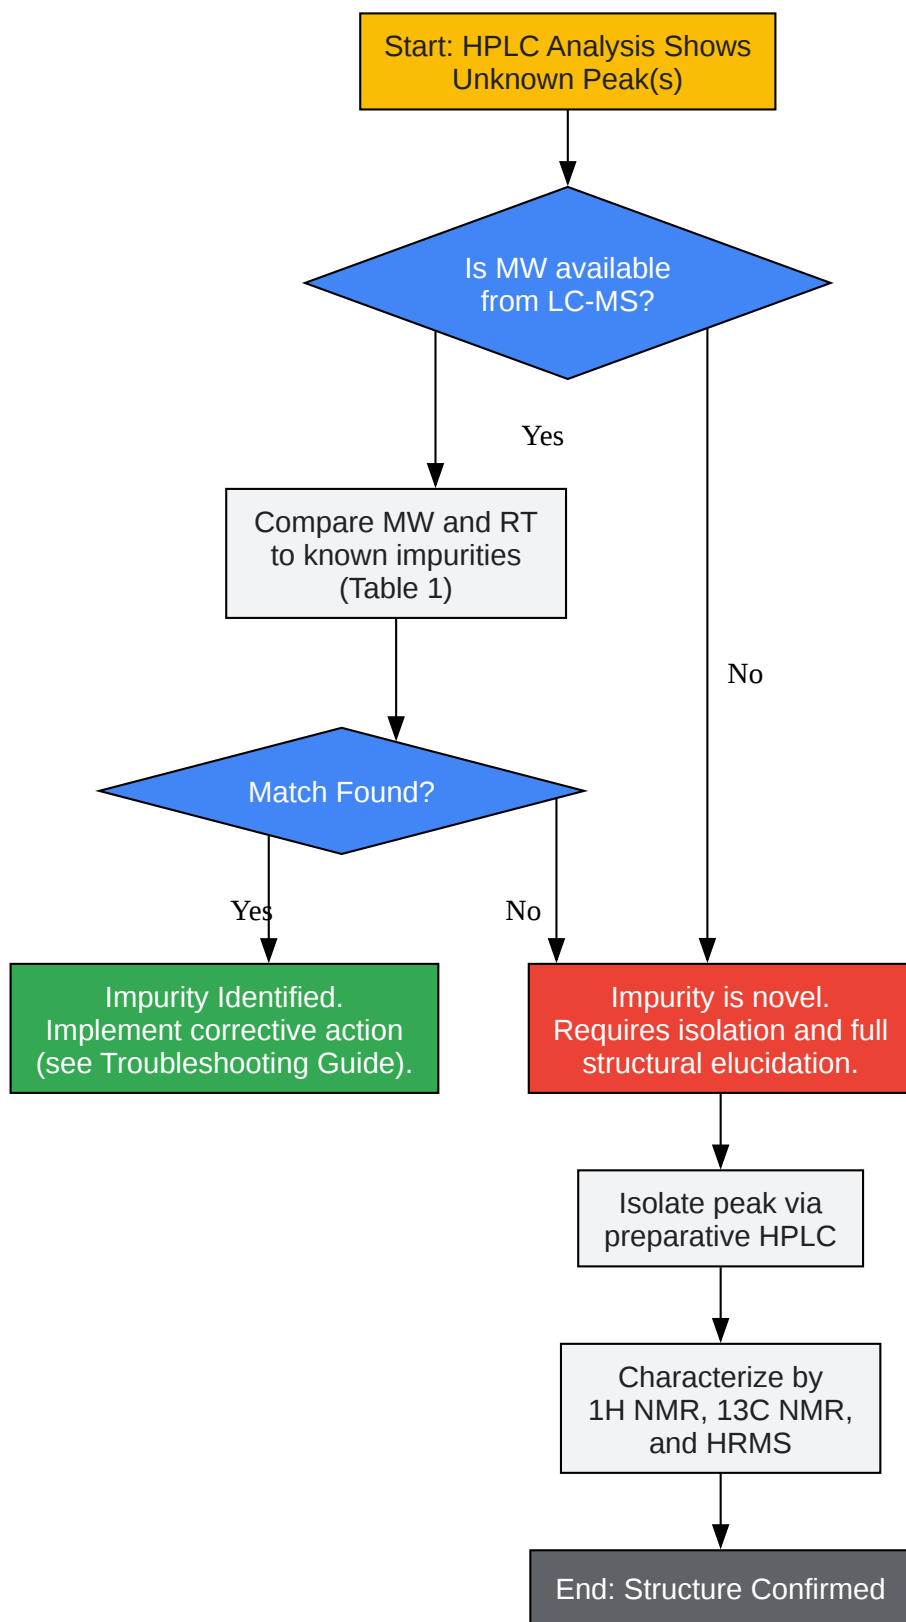 Start: HPLC Analysis Shows
Unknown Peak(s)
Is MW available
from LC-MS?
Yes
Compare MW and RT
to known impurities
(Table 1)
No
Match Found?
Yes
No
Impurity Identified.
Implement corrective action
(see Troubleshooting Guide).
Impurity is novel.
Requires isolation and full
structural elucidation.
Isolate peak via
preparative HPLC
Characterize by
1H NMR, 13C NMR,
and HRMS
End: Structure Confirmed